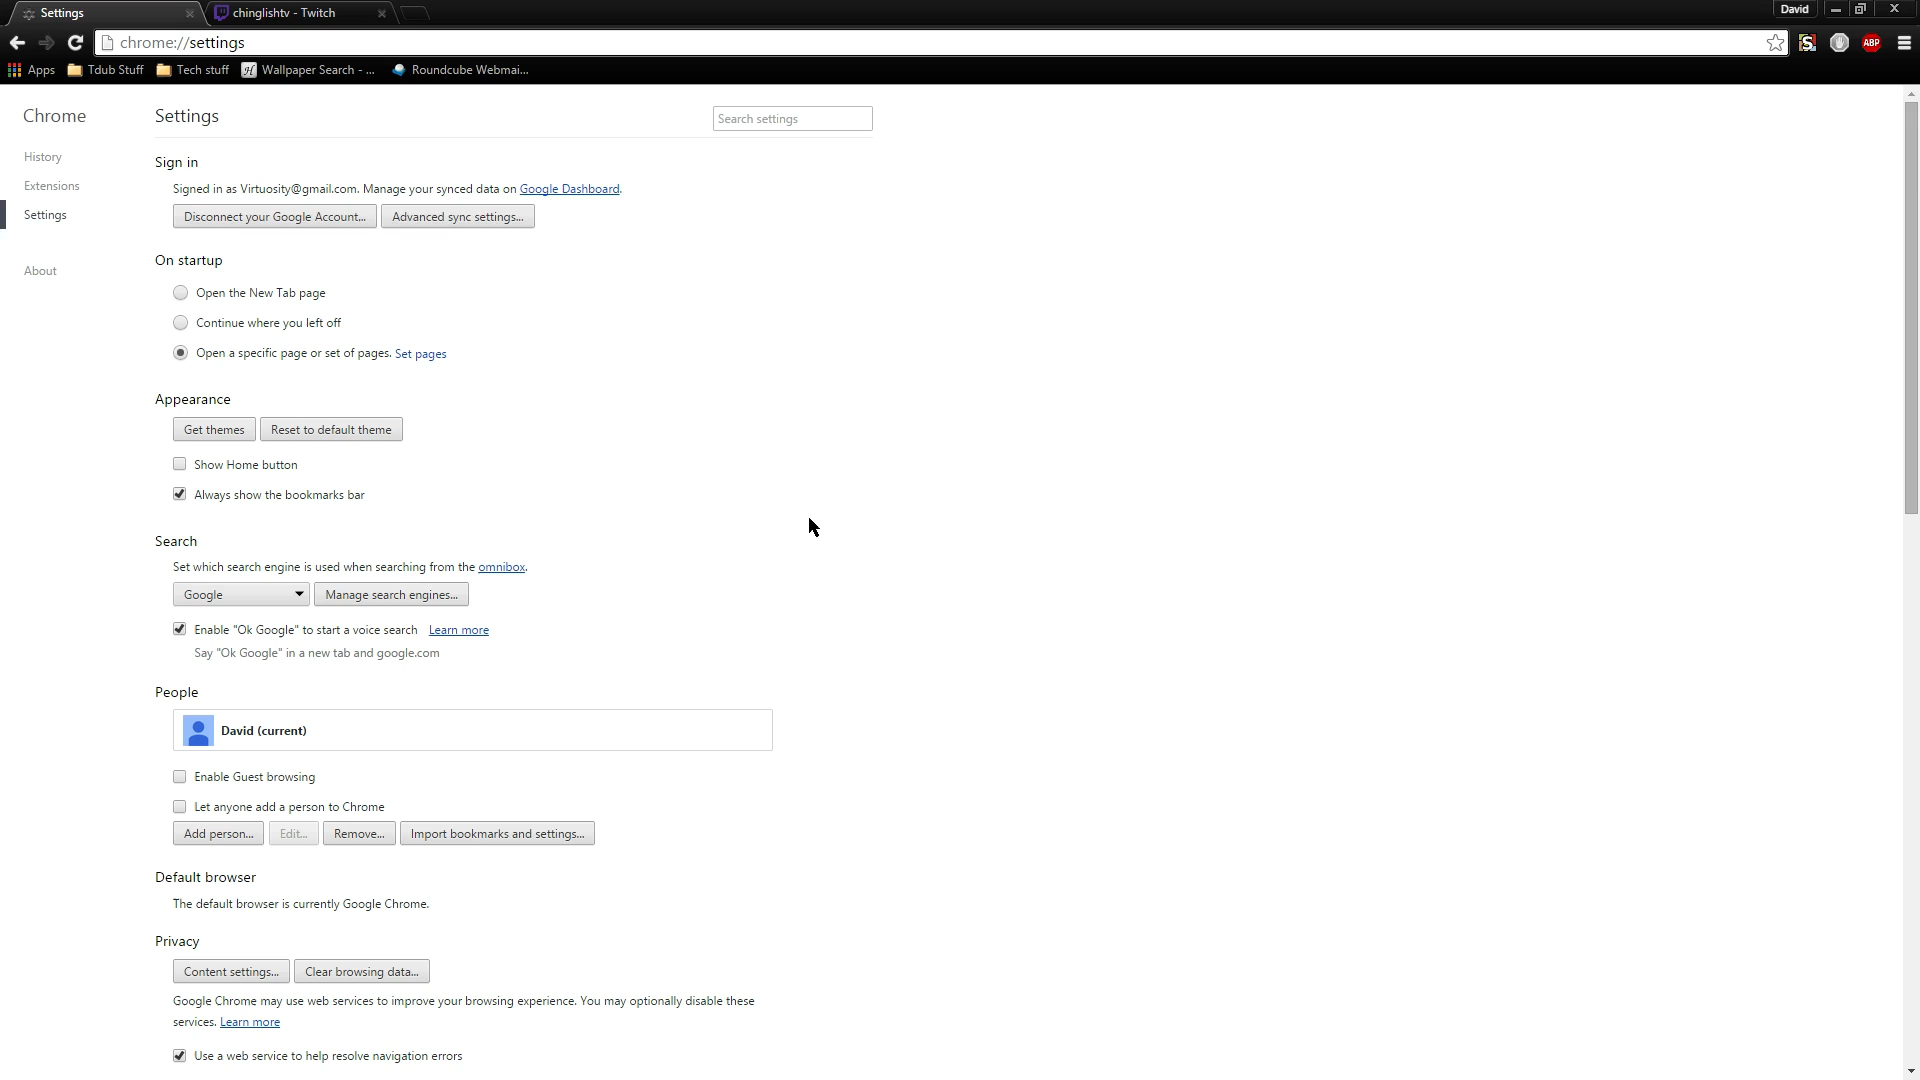 Settings
chinglishtv - Twitch
David
chrome://settings
ABP
Apps
Tdub Stuff
Tech stuff
Wallpaper Search - ...
Roundcube Webmai...
Chrome
History
Extensions
Settings
About
Settings
Search settings
Sign in
Signed in as Virtuosity@gmail.com. Manage your synced data on Google Dashboard.
Disconnect your Google Account... Advanced sync settings...
On startup
Open the New Tab page
Continue where you left off
Open a specific page or set of pages. Set pages
Appearance
Get themes Reset to default theme
Show Home button
Always show the bookmarks bar
Search
Set which search engine is used when searching from the omnibox.
Google Manage search engines...
Enable "Ok Google" to start a voice search Learn more
Say "Ok Google" in a new tab and google.com
People
David (current)
Enable Guest browsing
Let anyone add a person to Chrome
Add person... Edit... Remove... Import bookmarks and settings...
Default browser
The default browser is currently Google Chrome.
Privacy
Content settings... Clear browsing data...
Google Chrome may use web services to improve your browsing experience. You may optionally disable these
services. Learn more
Use a web service to help resolve navigation errors